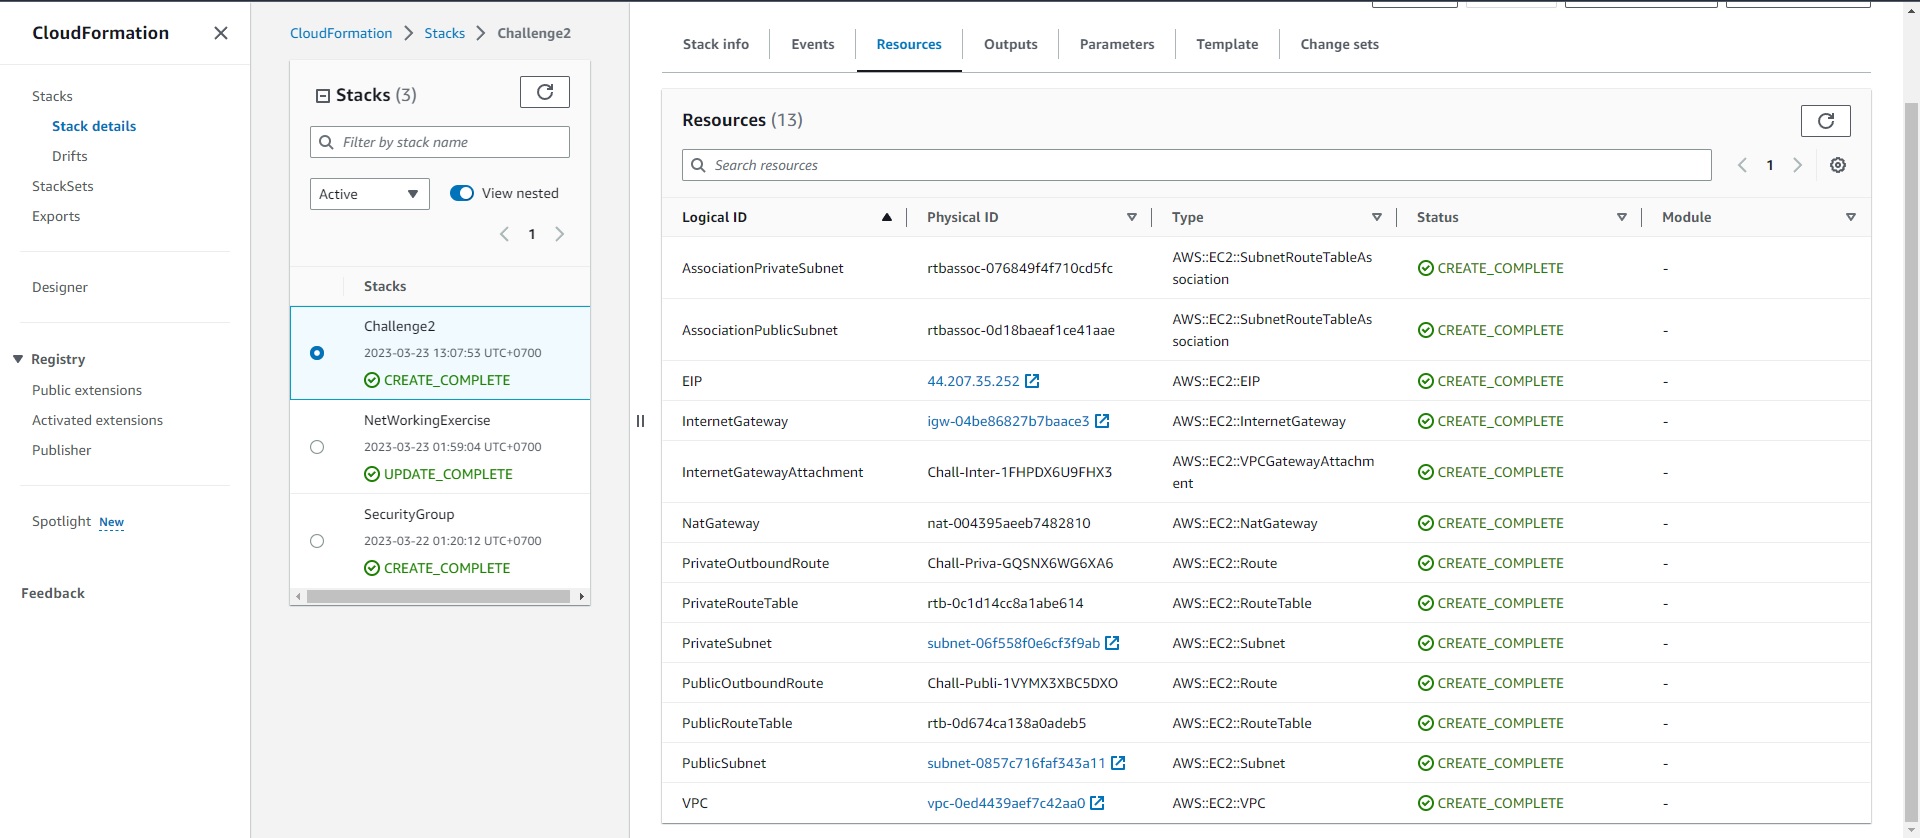 CloudFormation
Stacks
Stack details
Drifts
StackSets
Exports
Designer
Registry
Public extensions
Activated extensions
Publisher
Spotlight New
Feedback
CloudFormation > Stacks > Challenge2
Stacks (3)
Filter by stack name
Active View nested
1
Stacks
Challenge2
2023-03-23 13:07:53 UTC+0700
CREATE_COMPLETE
NetWorkingExercise
2023-03-23 01:59:04 UTC+0700
UPDATE_COMPLETE
SecurityGroup
2023-03-22 01:20:12 UTC+0700
CREATE_COMPLETE
Stack info Events Resources Outputs Parameters Template Change sets
Resources (13)
Search resources 1
Logical ID Physical ID Type Status Module
AssociationPrivateSubnet rtbassoc-076849f4f710cd5fc AWS::EC2::SubnetRouteTableAs
sociation CREATE_COMPLETE -
AssociationPublicSubnet rtbassoc-0d18baeaf1ce41aae AWS::EC2::SubnetRouteTableAs
sociation CREATE_COMPLETE -
EIP 44.207.35.252 AWS::EC2::EIP CREATE_COMPLETE -
InternetGateway igw-04be86827b7baace3 AWS::EC2::InternetGateway CREATE_COMPLETE -
InternetGatewayAttachment Chall-Inter-1FHPDX6U9FHX3 AWS::EC2::VPCGatewayAttachm
ent CREATE_COMPLETE -
NatGateway nat-004395aeeb7482810 AWS::EC2::NatGateway CREATE_COMPLETE -
PrivateOutboundRoute Chall-Priva-GQSNX6WG6XA6 AWS::EC2::Route CREATE_COMPLETE -
PrivateRouteTable rtb-0c1d14cc8a1abe614 AWS::EC2::RouteTable CREATE_COMPLETE -
PrivateSubnet subnet-06f558f0e6cf3f9ab AWS::EC2::Subnet CREATE_COMPLETE -
PublicOutboundRoute Chall-Publi-1VYMX3XBC5DXO AWS::EC2::Route CREATE_COMPLETE -
PublicRouteTable rtb-0d674ca138a0adeb5 AWS::EC2::RouteTable CREATE_COMPLETE -
PublicSubnet subnet-0857c716faf343a11 AWS::EC2::Subnet CREATE_COMPLETE -
VPC vpc-0ed4439aef7c42aa0 AWS::EC2::VPC CREATE_COMPLETE -